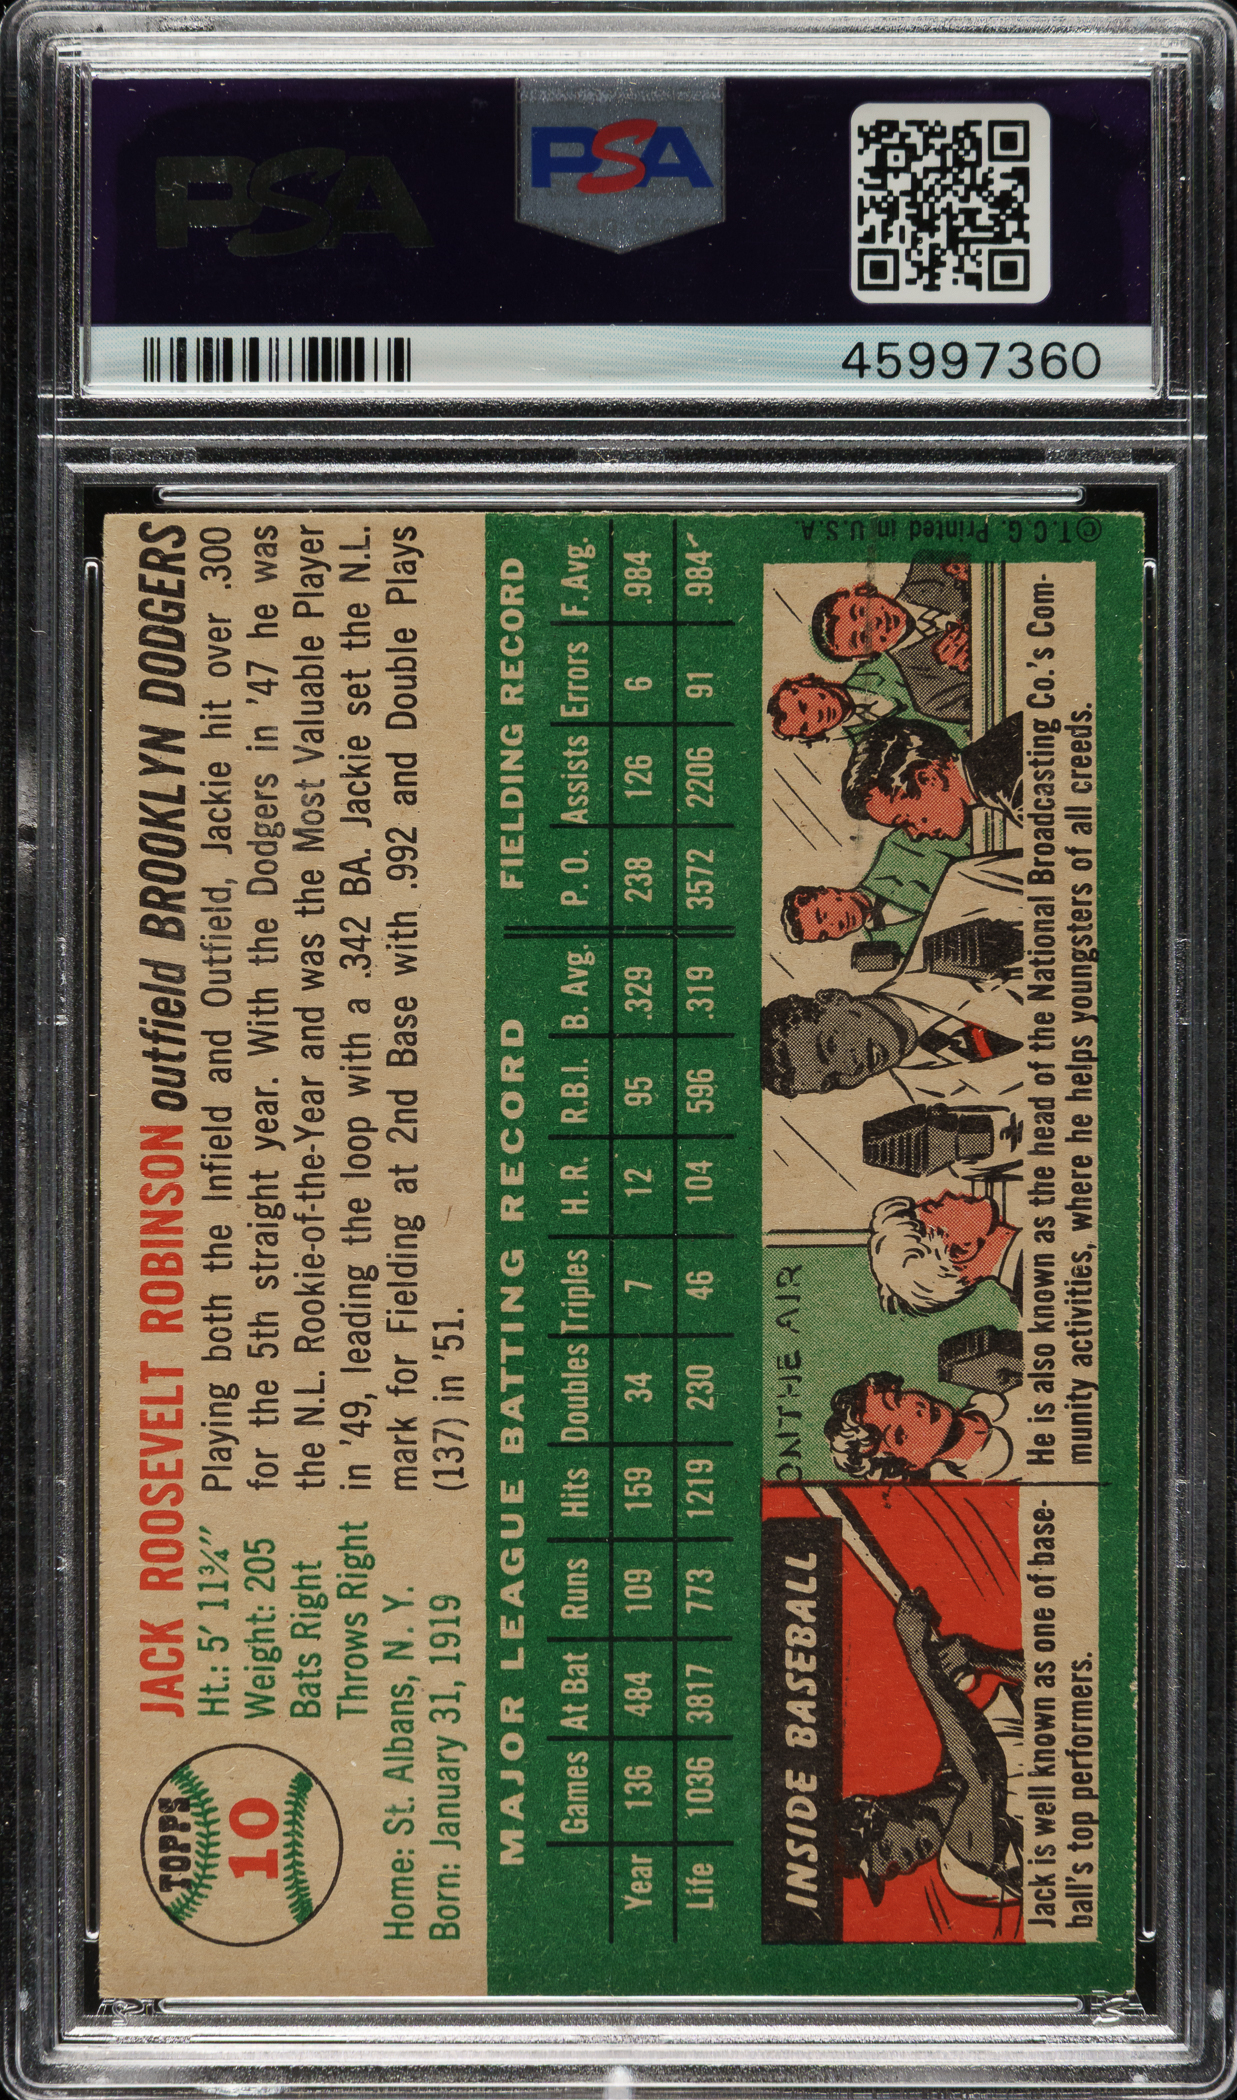 PSA
PSA
45997360
TOPPS
10
JACK ROOSEVELT ROBINSON outfield BROOKLYN DODGERS
Ht.: 5' 11¾"
Weight: 205
Bats Right
Throws Right
Home: St. Albans, N. Y.
Born: January 31, 1919
Playing both the Infield and Outfield, Jackie hit over .300
for the 5th straight year. With the Dodgers in '47 he was
the N.L. Rookie-of-the-Year and was the Most Valuable Player
in '49, leading the loop with a .342 BA. Jackie set the N.L.
mark for Fielding at 2nd Base with .992 and Double Plays
(137) in '51.
MAJOR LEAGUE BATTING RECORD FIELDING RECORD
Games At Bat Runs Hits Doubles Triples H. R. R.B.I. B. Avg. P. O. Assists Errors F. Avg.
Year 136 484 109 159 34 7 12 95 .329 238 126 6 .984
Life 1036 3817 773 1219 230 46 104 596 .319 3572 2206 91 .984
INSIDE BASEBALL
Jack is well known as one of base-
ball's top performers.
ON THE AIR
He is also known as the head of the National Broadcasting Co.'s Com-
munity activities, where he helps youngsters of all creeds.
©T.C.G. Printed in U.S.A.